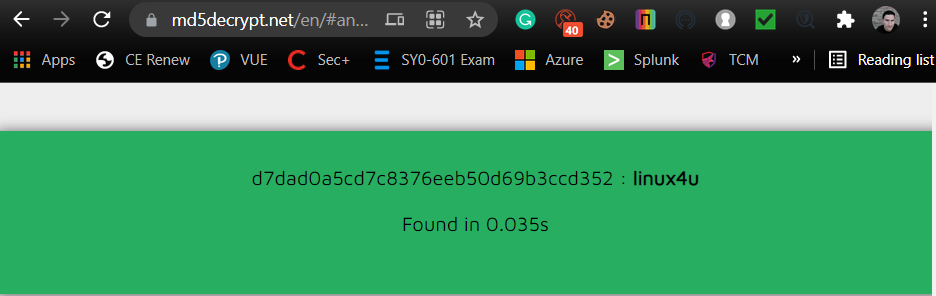 md5decrypt.net/en/#an...
40
Apps CE Renew VUE Sec+ SY0-601 Exam Azure Splunk TCM » Reading list
d7dad0a5cd7c8376eeb50d69b3ccd352 : linux4u
Found in 0.035s